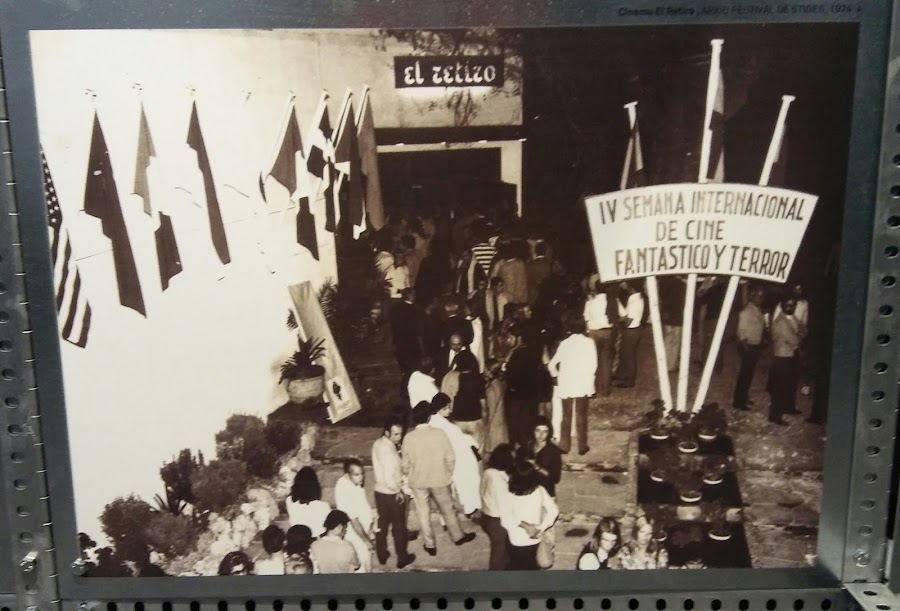 Cinema El Retiro, ARXIU FESTIVAL DE SITGES, 1974
el retiro
IV SEMANA INTERNACIONAL
DE CINE
FANTASTICO Y TERROR